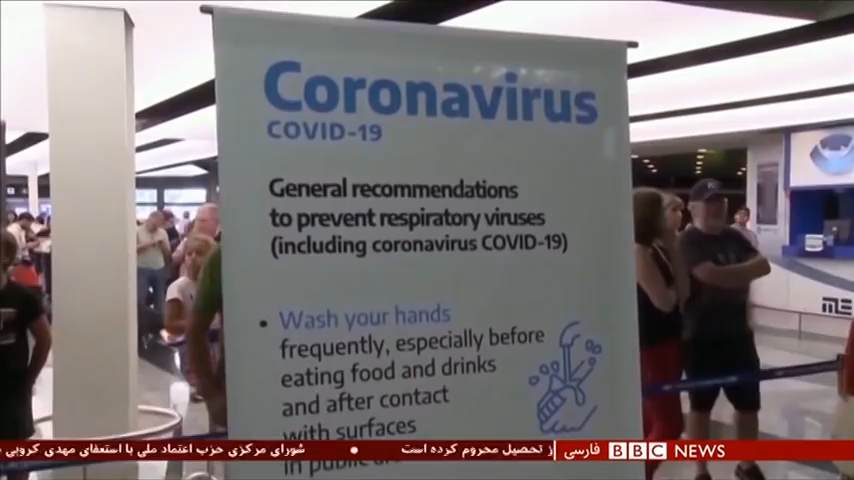 Coronavirus
COVID-19
General recommendations
to prevent respiratory viruses
(including coronavirus COVID-19)
• Wash your hands
frequently, especially before
eating food and drinks
and after contact
with surfaces
in public
شورای مرکزی حزب اعتماد ملی با استعفای مهدی کروبی • ز تحصیل محروم کرده است
BBC NEWS فارسی